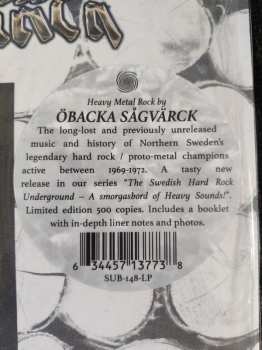 Heavy Metal Rock by
ÖBACKA SÅGVÄRCK
The long-lost and previously unreleased
music and history of Northern Sweden's
legendary hard rock / proto-metal champions
active between 1969-1972. A tasty new
release in our series "The Swedish Hard Rock
Underground – A smorgasbord of Heavy Sounds!".
Limited edition 500 copies. Includes a booklet
with in-depth liner notes and photos.
6 34457 13773 8
SUB-148-LP